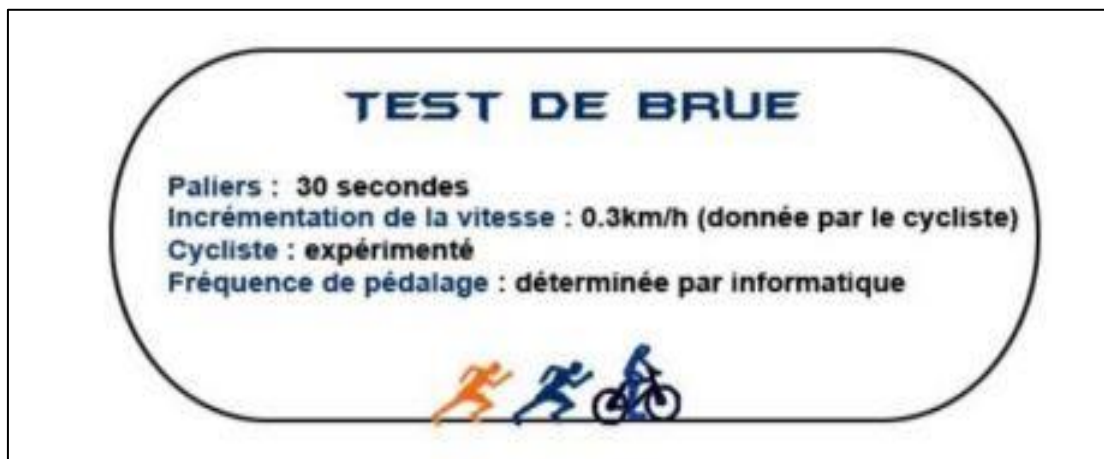 TEST DE BRUE
Paliers : 30 secondes
Incrémentation de la vitesse : 0.3km/h (donnée par le cycliste)
Cycliste : expérimenté
Fréquence de pédalage : déterminée par informatique